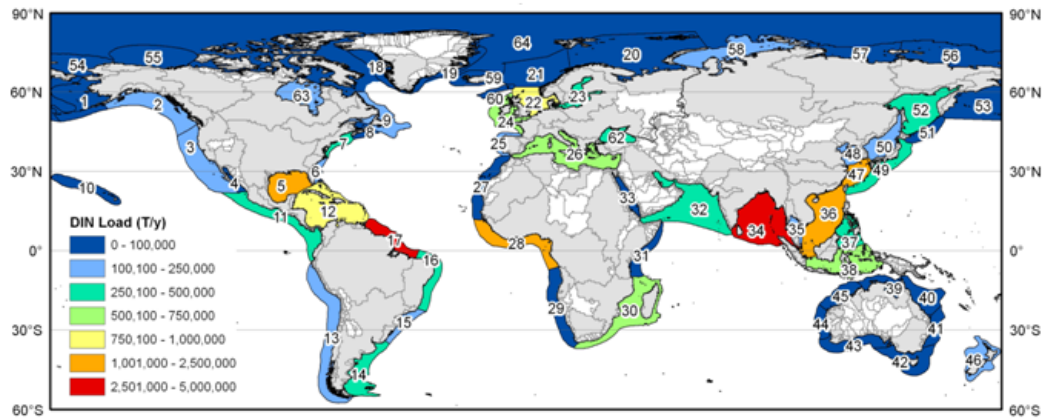 90°N 90°N
64
54 55 18 19 59 21 20 58 57 56
60°N 60°N
1 2 63 9 8 60 22 23 24 52 53
3 7 25 26 62 48 50 51
30°N 30°N
10 4 5 6 27 33 32 47 49
DIN Load (T/y)
11 12 17 28 34 35 36 37
0°
0°
0 - 100,000
100,100 - 250,000
250,100 - 500,000
500,100 - 750,000
750,100 - 1,000,000
1,001,000 - 2,500,000
2,501,000 - 5,000,000
16 31 38
13 15 29 30 45 39 40
30°S 30°S
14 44 43 41 42 46
60°S 60°S